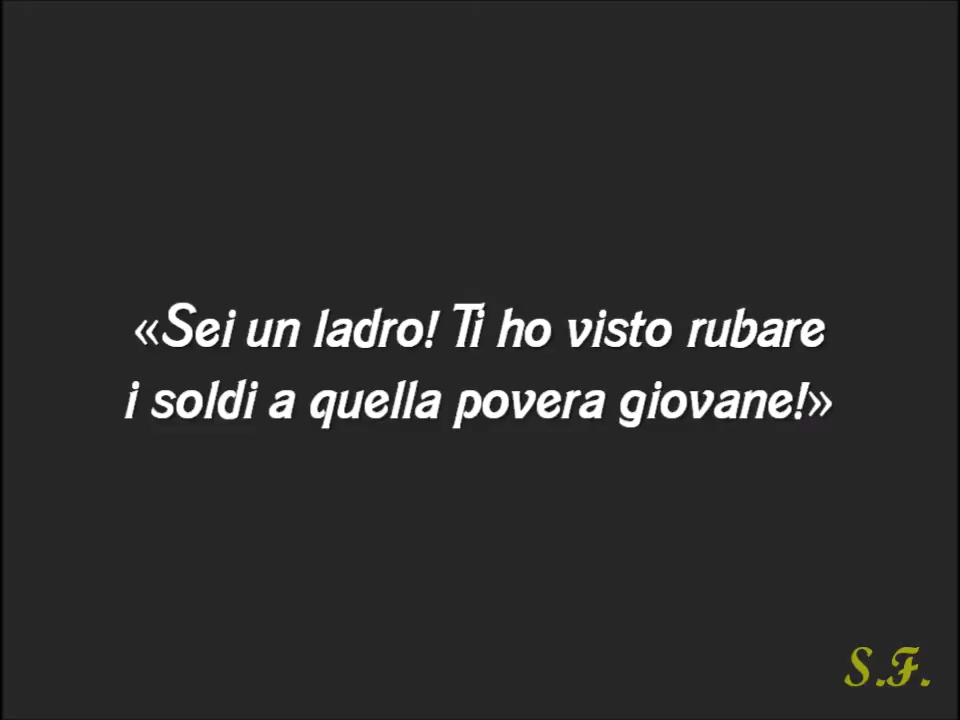 «Sei un ladro! Ti ho visto rubare
i soldi a quella povera giovane!»
S.F.